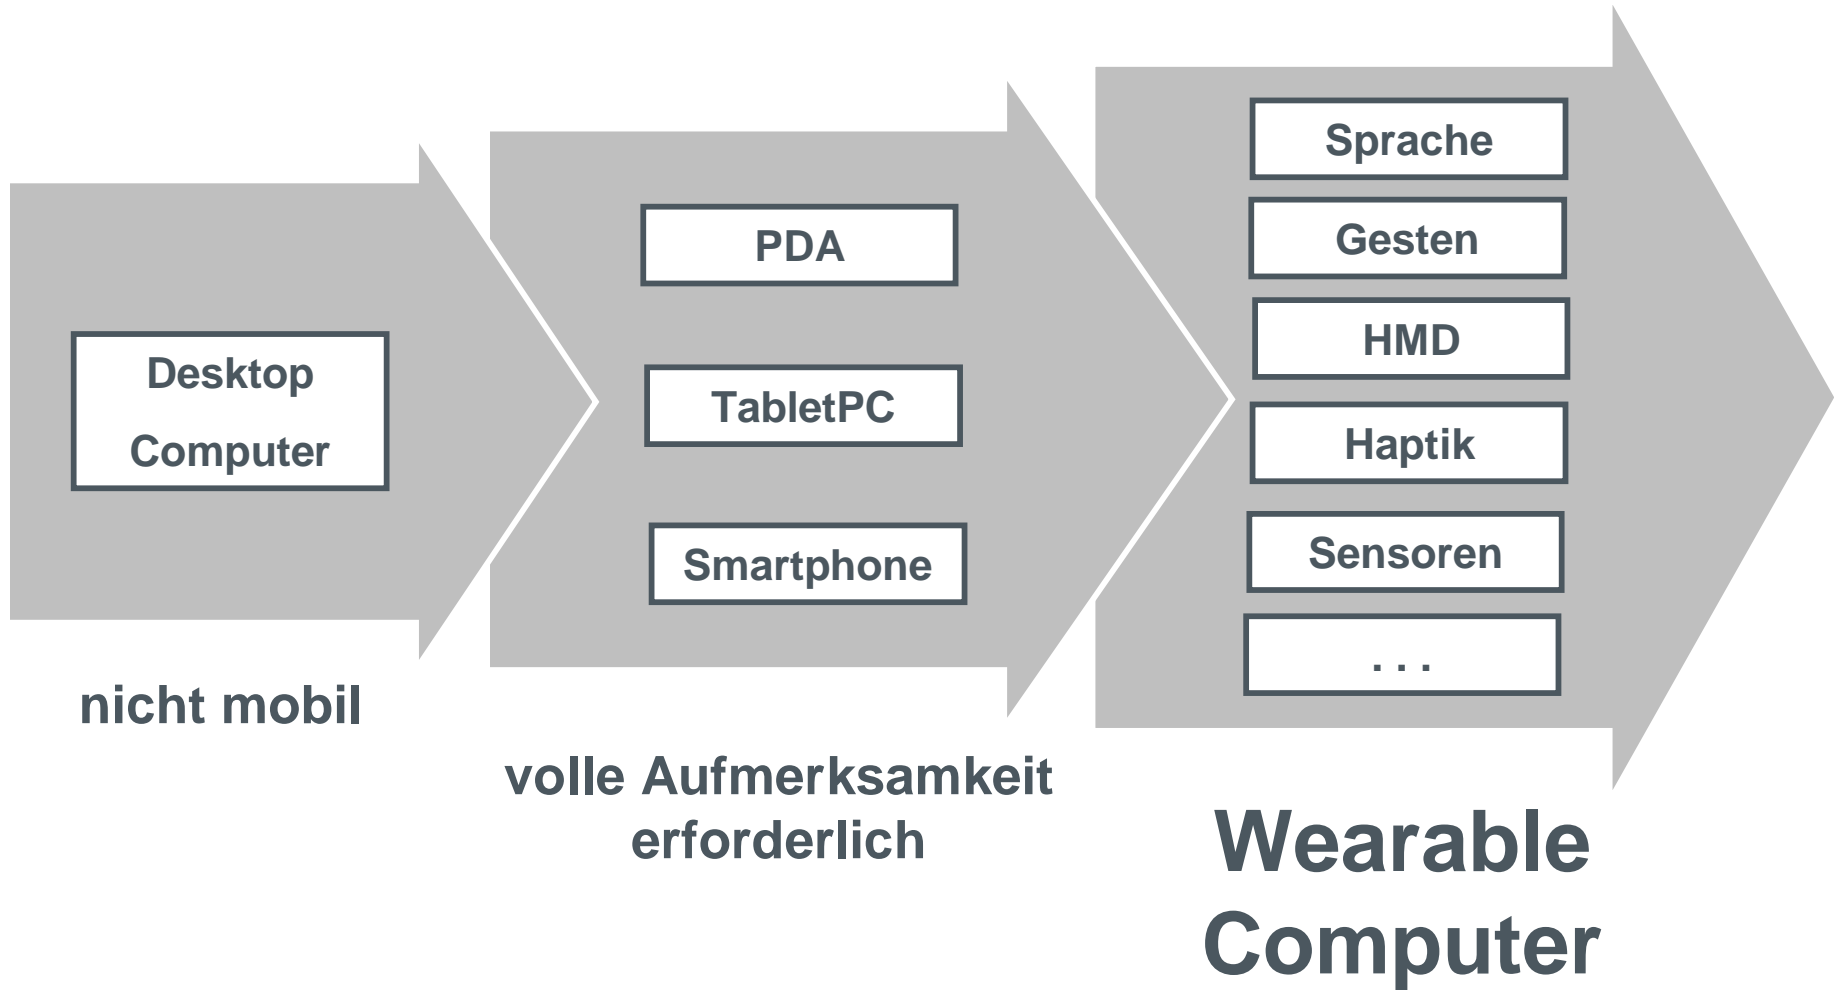 Desktop
Computer
nicht mobil
PDA
TabletPC
Smartphone
volle Aufmerksamkeit
erforderlich
Sprache
Gesten
HMD
Haptik
Sensoren
. . .
Wearable
Computer